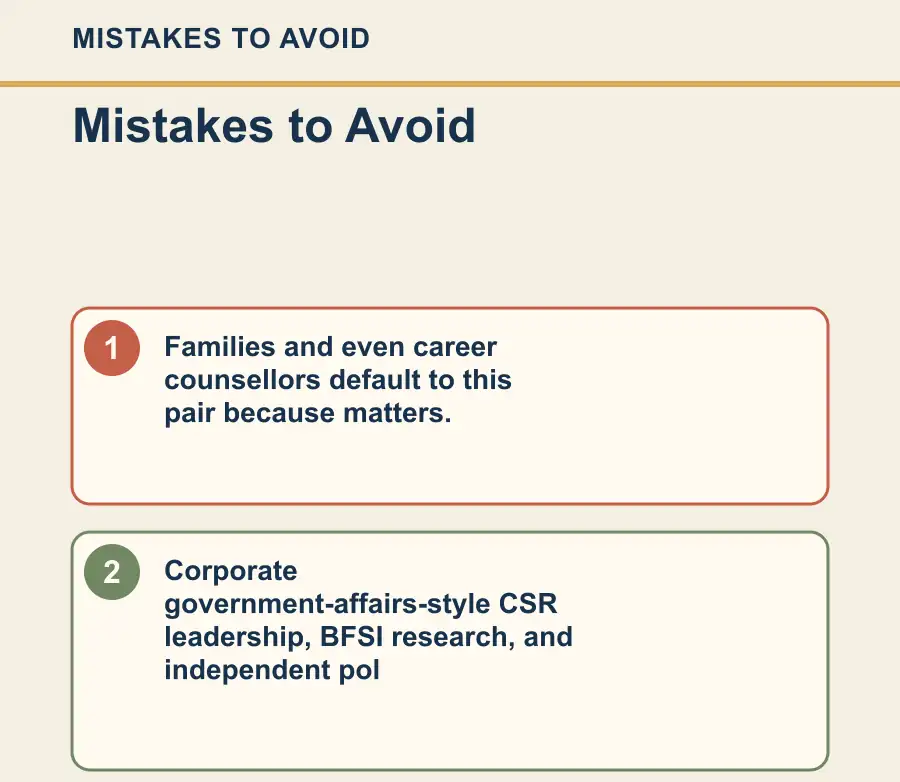 MISTAKES TO AVOID
Mistakes to Avoid
1
Families and even career
counsellors default to this
pair because matters.
2
Corporate
government-affairs-style CSR
leadership, BFSI research, and
independent pol